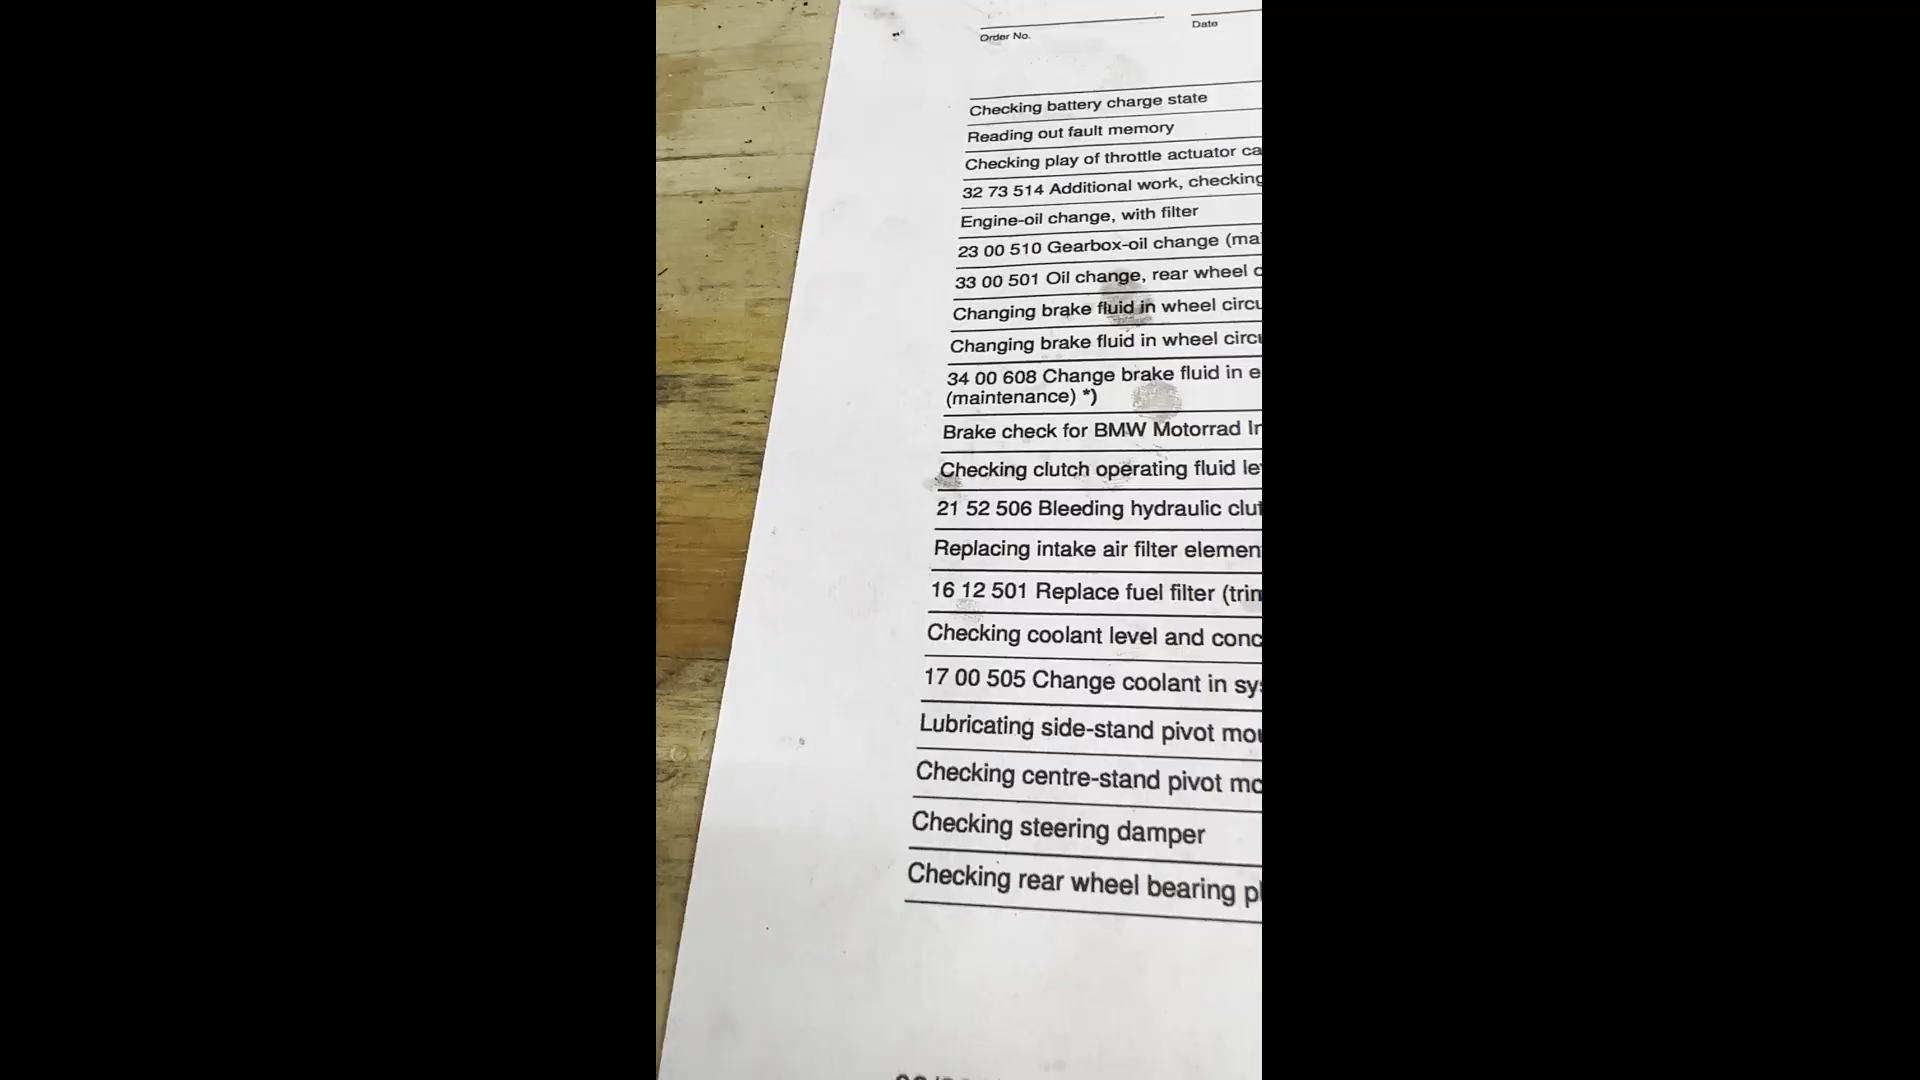 Order No. Date
Checking battery charge state
Reading out fault memory
Checking play of throttle actuator ca
32 73 514 Additional work, checking
Engine-oil change, with filter
23 00 510 Gearbox-oil change (ma
33 00 501 Oil change, rear wheel
Changing brake fluid in wheel circu
Changing brake fluid in wheel circu
34 00 608 Change brake fluid in e
(maintenance) *)
Brake check for BMW Motorrad
Checking clutch operating fluid le
21 52 506 Bleeding hydraulic clut
Replacing intake air filter elemen
16 12 501 Replace fuel filter (trim
Checking coolant level and conc
17 00 505 Change coolant in sys
Lubricating side-stand pivot mou
Checking centre-stand pivot mo
Checking steering damper
Checking rear wheel bearing pl